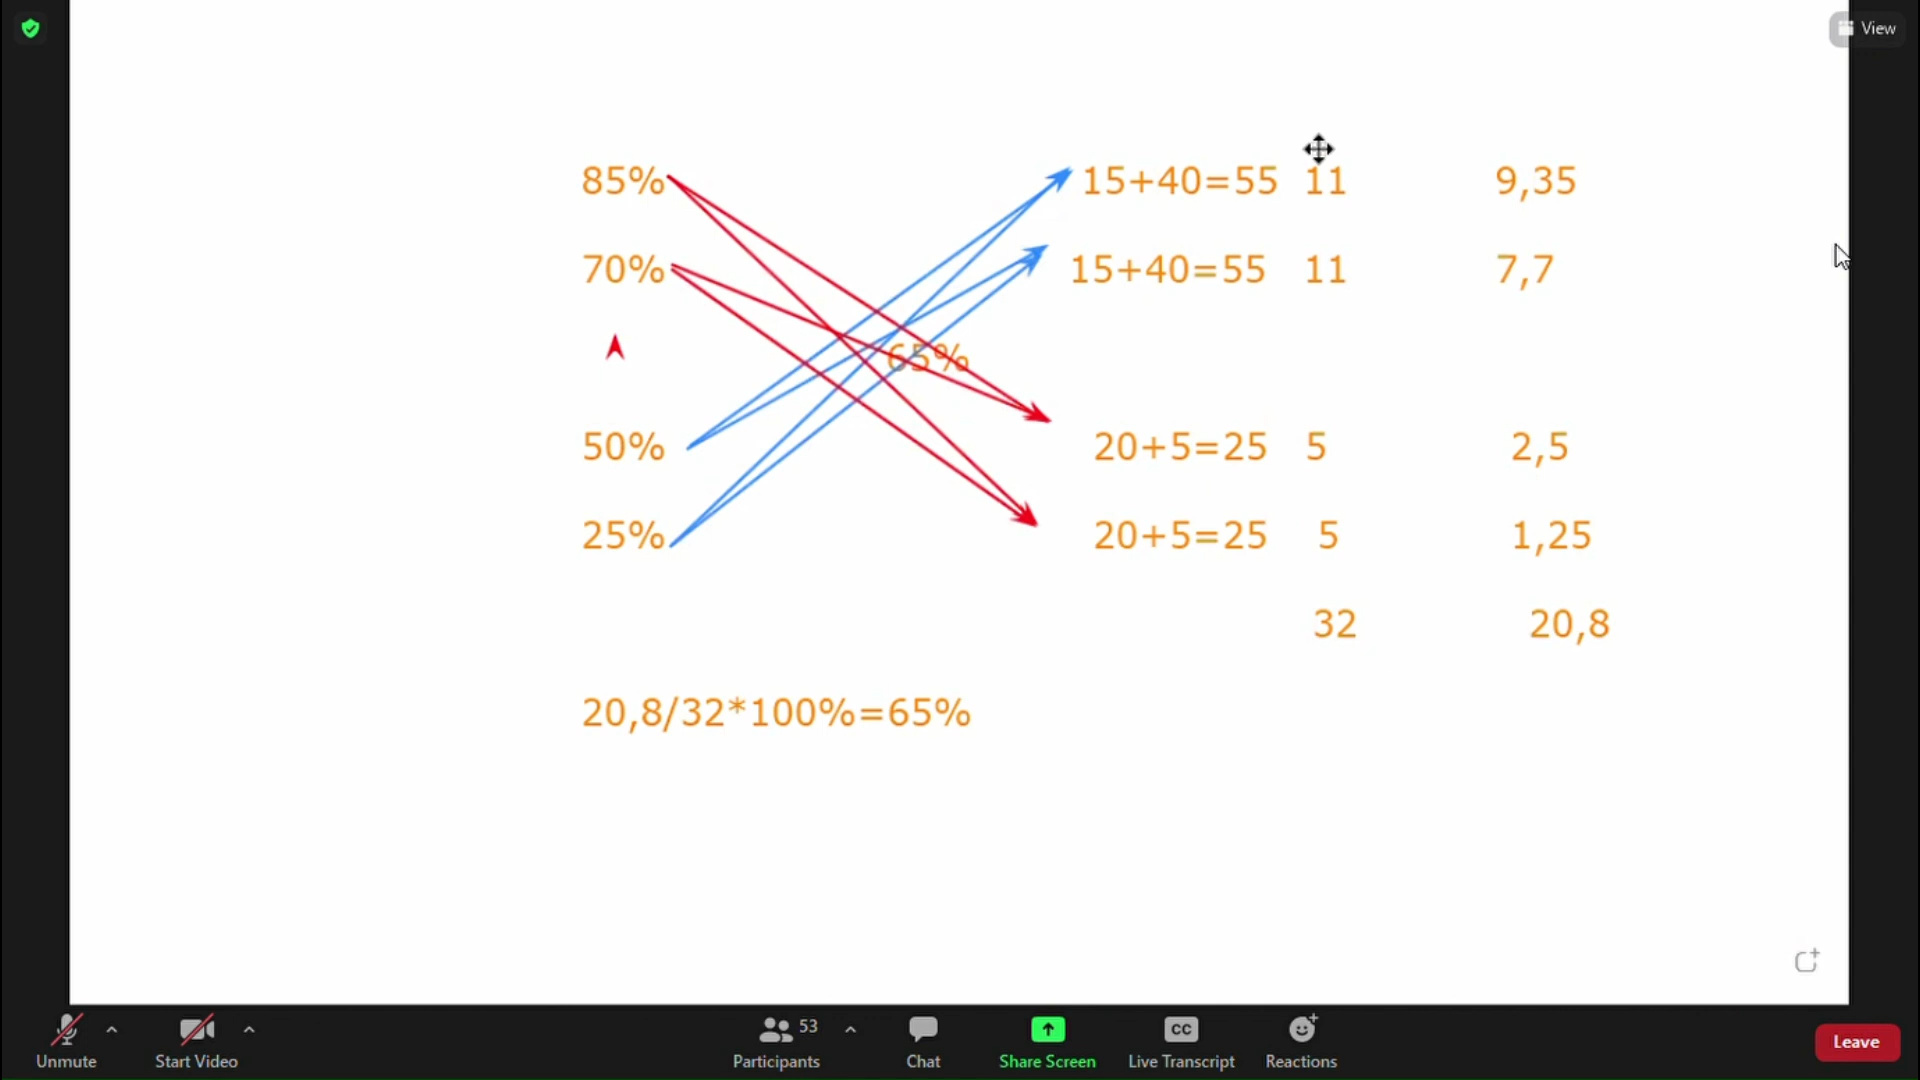 View
85% 15+40=55 11 9,35
70% 15+40=55 11 7,7
65%
50% 20+5=25 5 2,5
25% 20+5=25 5 1,25
32 20,8
20,8/32*100%=65%
53
CC
Unmute Start Video Participants Chat Share Screen Live Transcript Reactions Leave